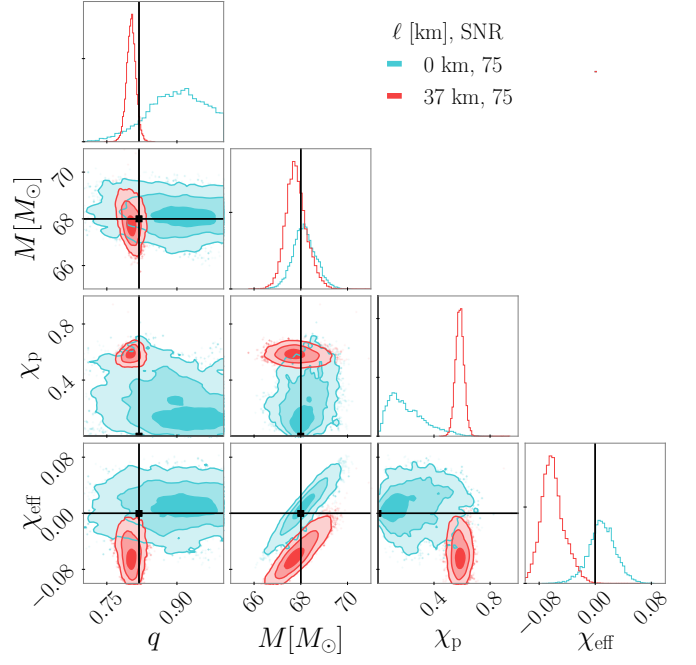 ℓ [km], SNR
0 km, 75
37 km, 75
70
68
66
M[M⊙]
0.8
0.4
χp
0.08
0.00
−0.08
χeff
0.75
0.90
66
68
70
0.4
0.8
−0.08
0.00
0.08
q
M[M⊙]
χp
χeff